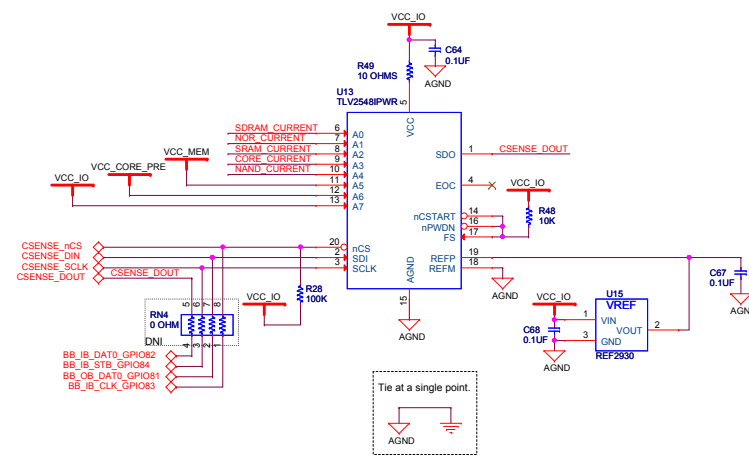 VCC_IO
C64
0.1UF
AGND
R49
10 OHMS
U13
TLV2548IPWR
5
VCC
SDRAM_CURRENT 6 A0
NOR_CURRENT 7 A1
SRAM_CURRENT 8 A2
CORE_CURRENT 9 A3
NAND_CURRENT 10 A4
11 A5
12 A6
13 A7
VCC_MEM
VCC_CORE_PRE
VCC_IO
SDO 1 CSENSE_DOUT
EOC 4
VCC_IO
R48
10K
nCSTART 14
nPWDN 16
FS 17
REFP 19
REFM 18
AGND
CSENSE_nCS 20 nCS
CSENSE_DIN 2 SDI
CSENSE_SCLK 3 SCLK
CSENSE_DOUT CSENSE_DOUT
AGND
15
AGND
R28
100K
VCC_IO
5 6 7 8
RN4
0 OHM
DNI
4 3 2 1
BB_IB_DAT0_GPIO82
BB_IB_STB_GPIO84
BB_OB_DAT0_GPIO81
BB_IB_CLK_GPIO83
C67
0.1UF
AGN
VCC_IO
U15
VREF
1 VIN
VOUT 2
3 GND
REF2930
C68
0.1UF
AGND
Tie at a single point.
AGND